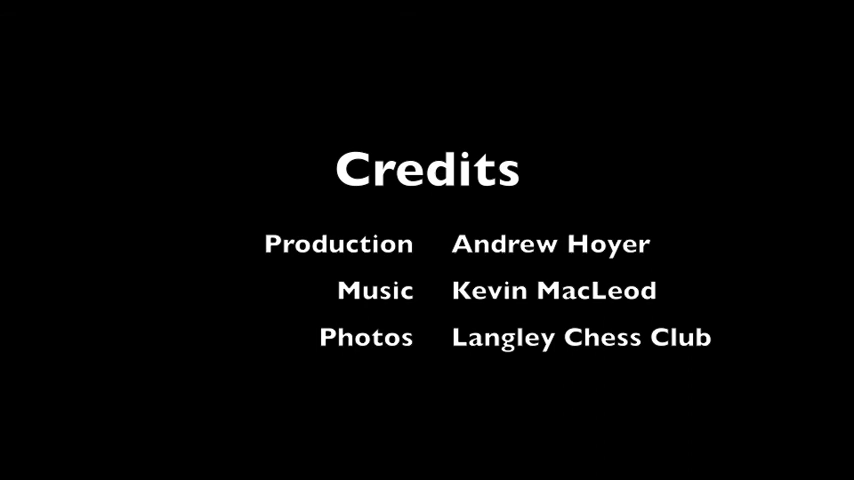 Credits
Production Andrew Hoyer
Music Kevin MacLeod
Photos Langley Chess Club